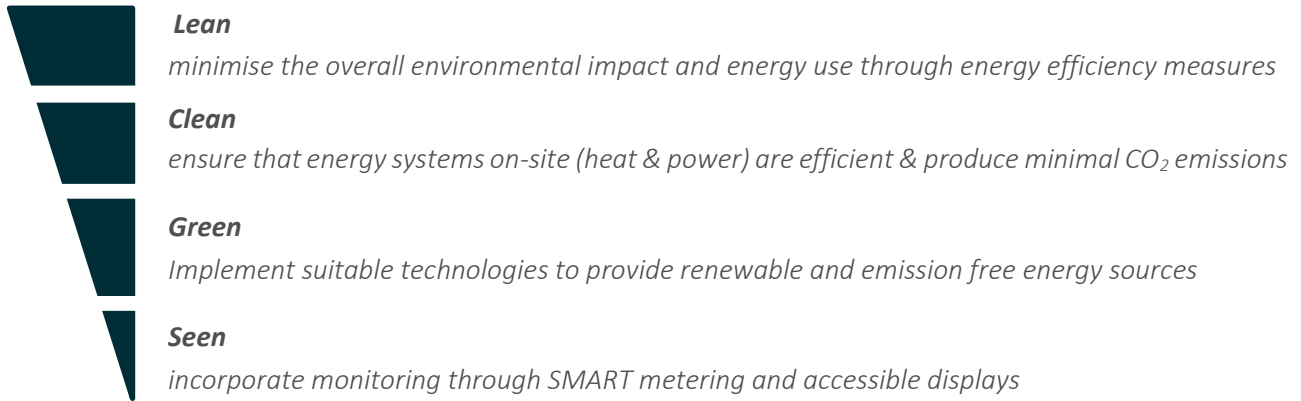 Lean
minimise the overall environmental impact and energy use through energy efficiency measures
Clean
ensure that energy systems on-site (heat & power) are efficient & produce minimal CO₂ emissions
Green
Implement suitable technologies to provide renewable and emission free energy sources
Seen
incorporate monitoring through SMART metering and accessible displays